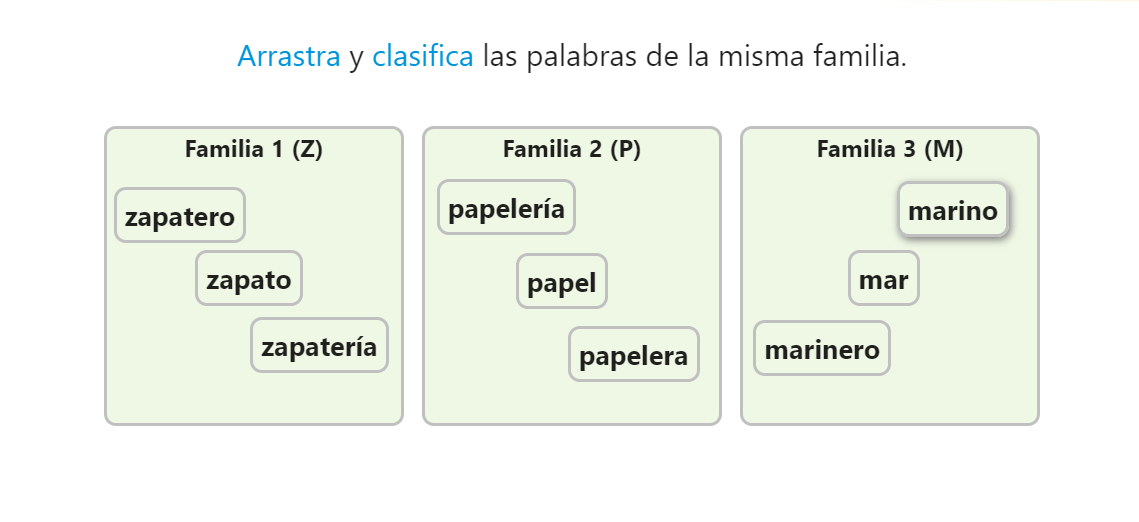 Arrastra y clasifica las palabras de la misma familia.
Familia 1 (Z)
zapatero
zapato
zapatería
Familia 2 (P)
papelería
papel
papelera
Familia 3 (M)
marino
mar
marinero